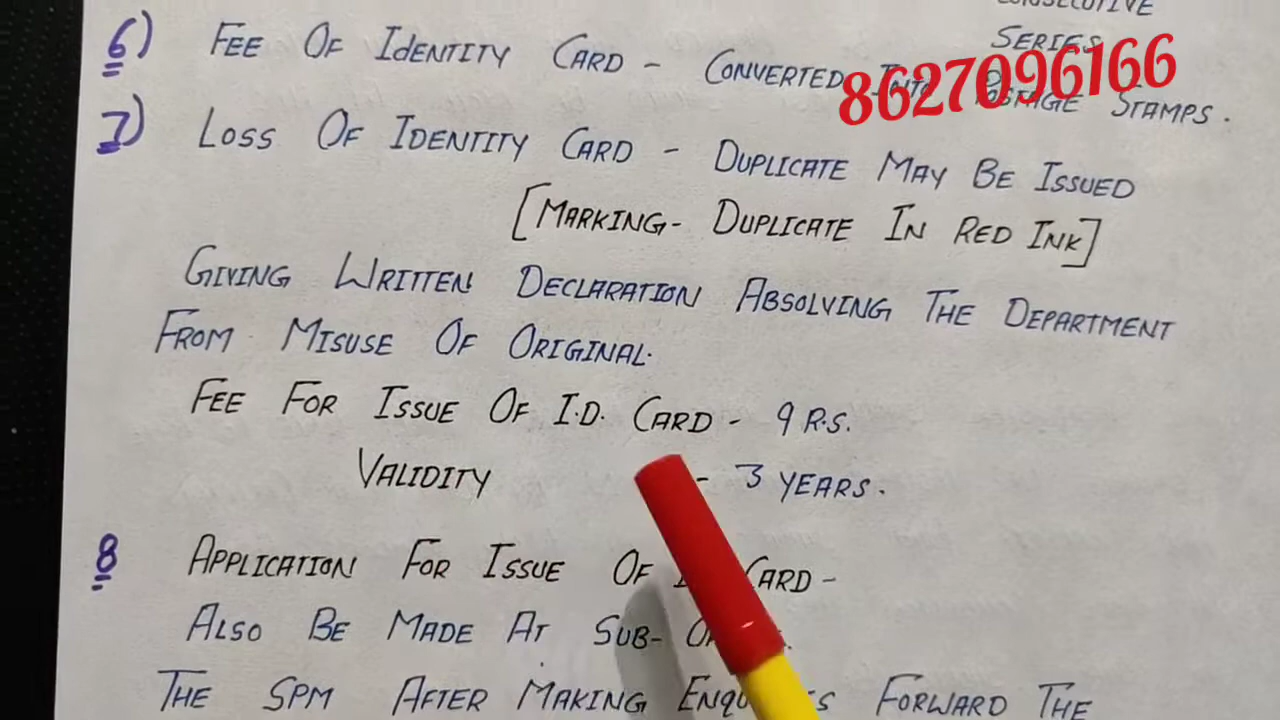 CONSECUTIVE
SERIES
8627096166
6) FEE OF IDENTITY CARD - CONVERTED INTO POSTAGE STAMPS.
7) LOSS OF IDENTITY CARD - DUPLICATE MAY BE ISSUED
[MARKING- DUPLICATE IN RED INK]
GIVING WRITTEN DECLARATION ABSOLVING THE DEPARTMENT
FROM MISUSE OF ORIGINAL.
FEE FOR ISSUE OF I.D. CARD - 9 R.S.
VALIDITY - 3 YEARS.
8 APPLICATION FOR ISSUE OF CARD -
ALSO BE MADE AT SUB-
THE SPM AFTER MAKING FORWARD THE